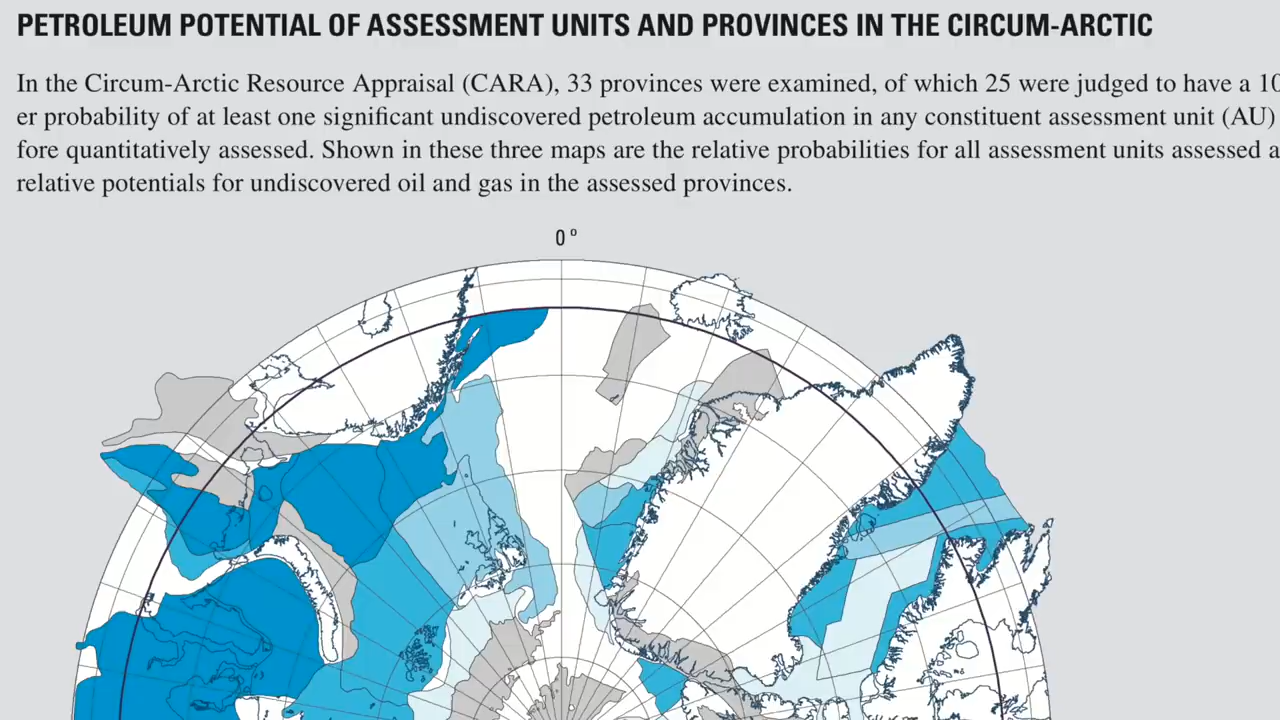 PETROLEUM POTENTIAL OF ASSESSMENT UNITS AND PROVINCES IN THE CIRCUM-ARCTIC
In the Circum-Arctic Resource Appraisal (CARA), 33 provinces were examined, of which 25 were judged to have a 10
er probability of at least one significant undiscovered petroleum accumulation in any constituent assessment unit (AU)
fore quantitatively assessed. Shown in these three maps are the relative probabilities for all assessment units assessed a
relative potentials for undiscovered oil and gas in the assessed provinces.
0 º